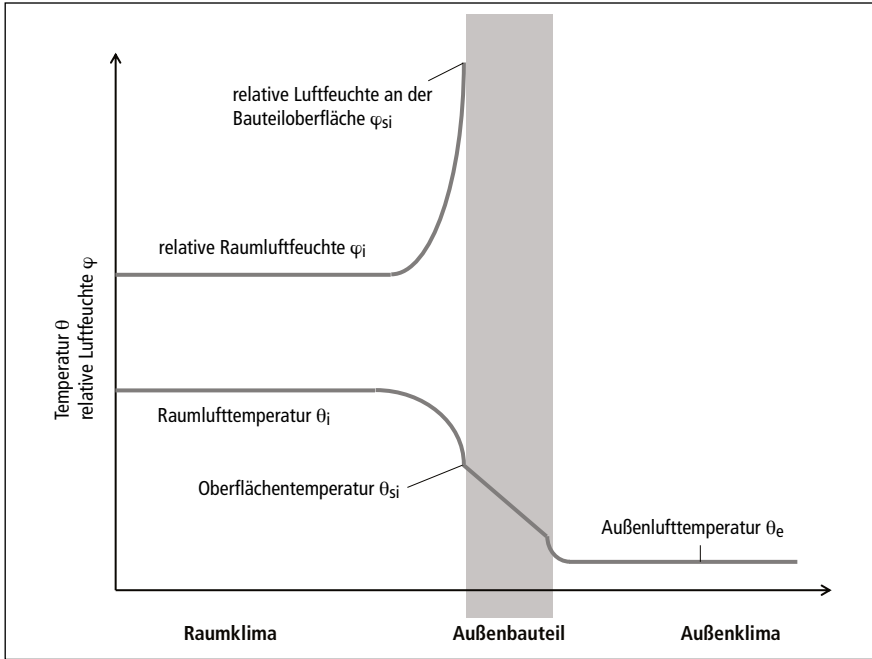 relative Luftfeuchte an der
Bauteiloberfläche φsi
relative Raumluftfeuchte φi
Temperatur θ
relative Luftfeuchte φ
Raumlufttemperatur θi
Oberflächentemperatur θsi
Außenlufttemperatur θe
Raumklima
Außenbauteil
Außenklima